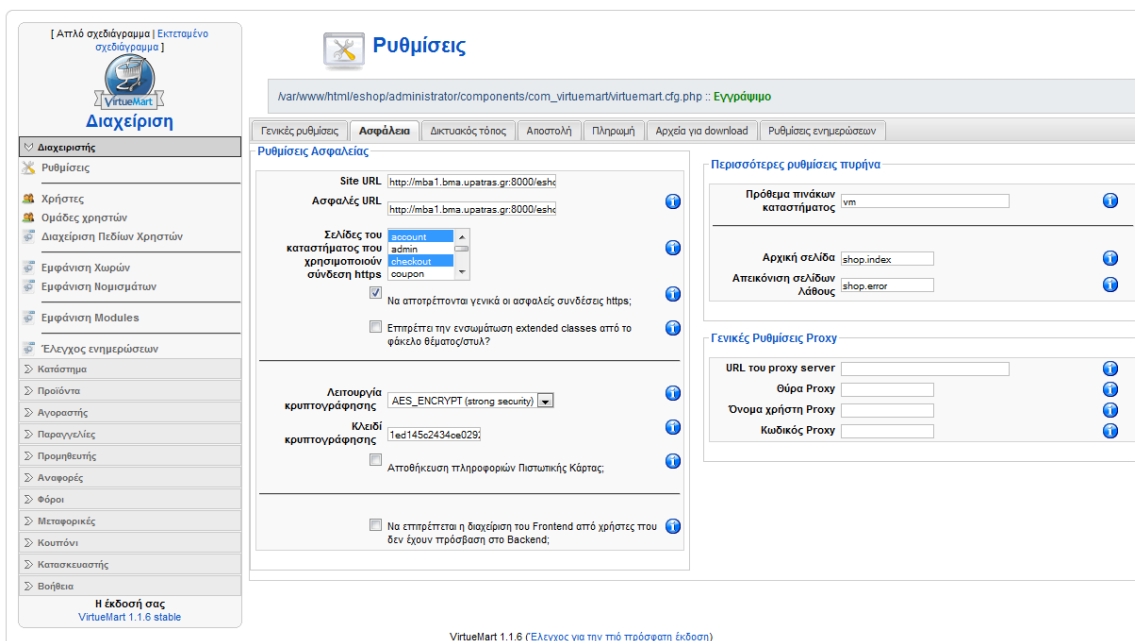 [ Απλό σχεδιάγραμμα | Εκτεταμένο
σχεδιάγραμμα ]
VirtueMart
Διαχείριση
Διαχειριστής
Ρυθμίσεις
Χρήστες
Ομάδες χρηστών
Διαχείριση Πεδίων Χρηστών
Εμφάνιση Χωρών
Εμφάνιση Νομισμάτων
Εμφάνιση Modules
Έλεγχος ενημερώσεων
Κατάστημα
Προϊόντα
Αγοραστής
Παραγγελίες
Προμηθευτής
Αναφορές
Φόροι
Μεταφορικές
Κουπόνι
Κατασκευαστής
Βοήθεια
Η έκδοσή σας
VirtueMart 1.1.6 stable
Ρυθμίσεις
/var/www/html/eshop/administrator/components/com_virtuemart/virtuemart.cfg.php :: Εγγράψιμο
Γενικές ρυθμίσεις Ασφάλεια Δικτυακός τόπος Αποστολή Πληρωμή Αρχεία για download Ρυθμίσεις ενημερώσεων
Ρυθμίσεις Ασφαλείας
Site URL http://mba1.bma.upatras.gr:8000/esho
Ασφαλές URL http://mba1.bma.upatras.gr:8000/esho
Σελίδες του
καταστήματος που
χρησιμοποιούν
σύνδεση https
account
admin
checkout
coupon
Να αποτρέπονται γενικά οι ασφαλείς συνδέσεις https;
Επιτρέπει την ενσωμάτωση extended classes από το
φάκελο θέματος/στυλ?
Λειτουργία
κρυπτογράφησης
AES_ENCRYPT (strong security)
Κλειδί
κρυπτογράφησης
1ed145c2434ce0292
Αποθήκευση πληροφοριών Πιστωτικής Κάρτας;
Να επιτρέπεται η διαχείριση του Frontend από χρήστες που
δεν έχουν πρόσβαση στο Backend;
Περισσότερες ρυθμίσεις πυρήνα
Πρόθεμα πινάκων
καταστήματος
vm
Αρχική σελίδα shop.index
Απεικόνιση σελίδων
λάθους
shop.error
Γενικές Ρυθμίσεις Proxy
URL του proxy server
Θύρα Proxy
Όνομα χρήστη Proxy
Κωδικός Proxy
VirtueMart 1.1.6 (Έλεγχος για την πιό πρόσφατη έκδοση)